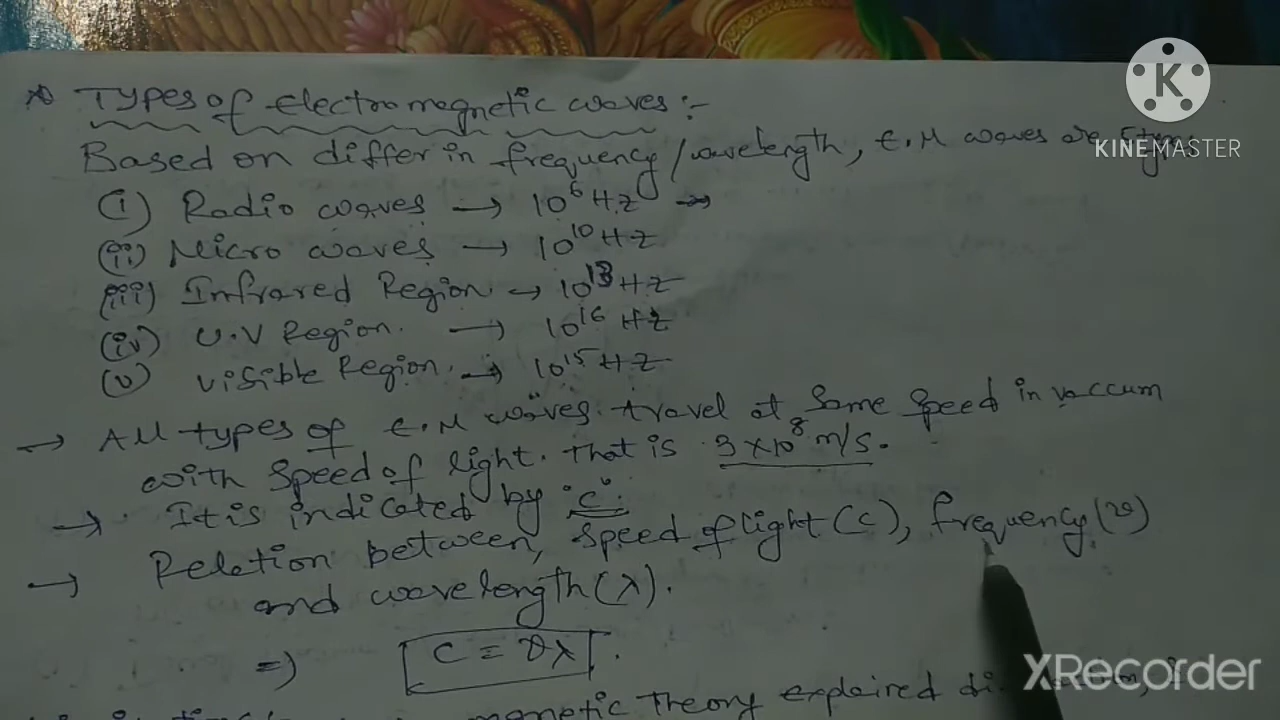 Types of electromagnetic waves :-
KINEMASTER
Based on differ in frequency/wavelength, E.M waves are 5 types
(i) Radio waves → 10⁶ Hz →
(ii) Micro waves → 10¹⁰ Hz
(iii) Infrared Region → 10¹³ Hz
(iv) U.V Region. → 10¹⁶ Hz
(v) Visible Region. → 10¹⁵ Hz
→ All types of E.M waves travel at same speed in vaccum
with speed of light. that is 3×10⁸ m/s.
→ It is indicated by "c".
→ Relation between, speed of light (c), frequency (ν)
and wavelength (λ).
⇒) C = νλ.
magnetic theory explained
XRecorder